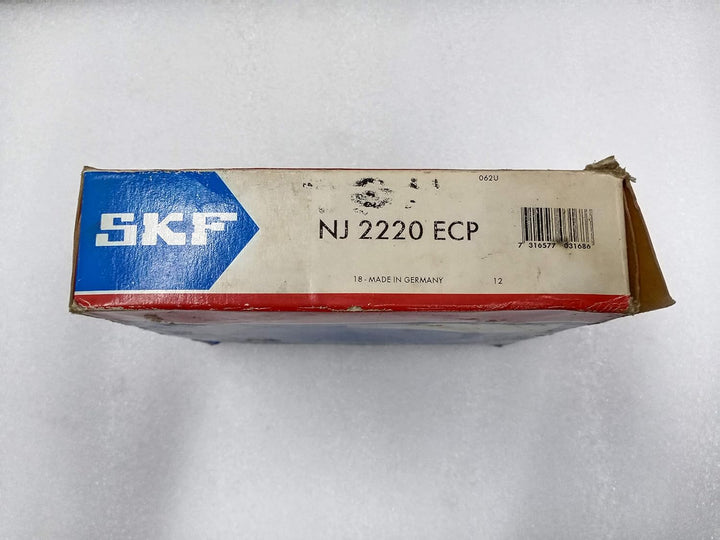 062U
SKF
NJ 2220 ECP
7 316577 031686
18 - MADE IN GERMANY
12